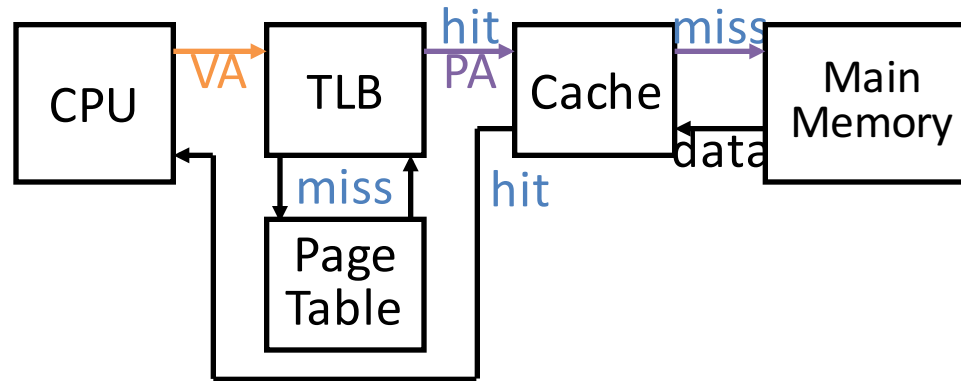 CPU
VA
TLB
hit
PA
Cache
miss
Main
Memory
data
hit
miss
Page
Table